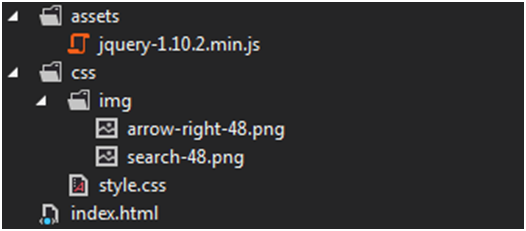 assets
jquery-1.10.2.min.js
css
img
arrow-right-48.png
search-48.png
style.css
index.html